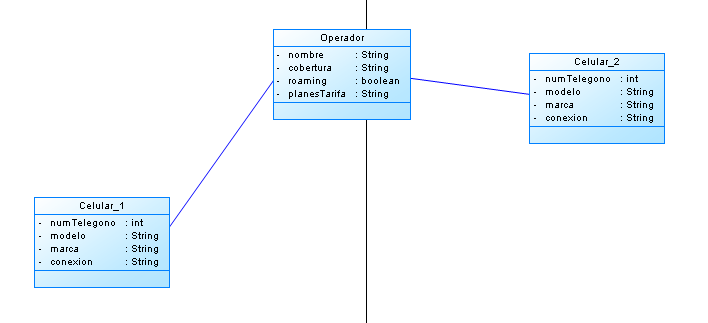 Operador
- nombre : String
- cobertura : String
- roaming : boolean
- planesTarifa : String
Celular_2
- numTelegono : int
- modelo : String
- marca : String
- conexion : String
Celular_1
- numTelegono : int
- modelo : String
- marca : String
- conexion : String